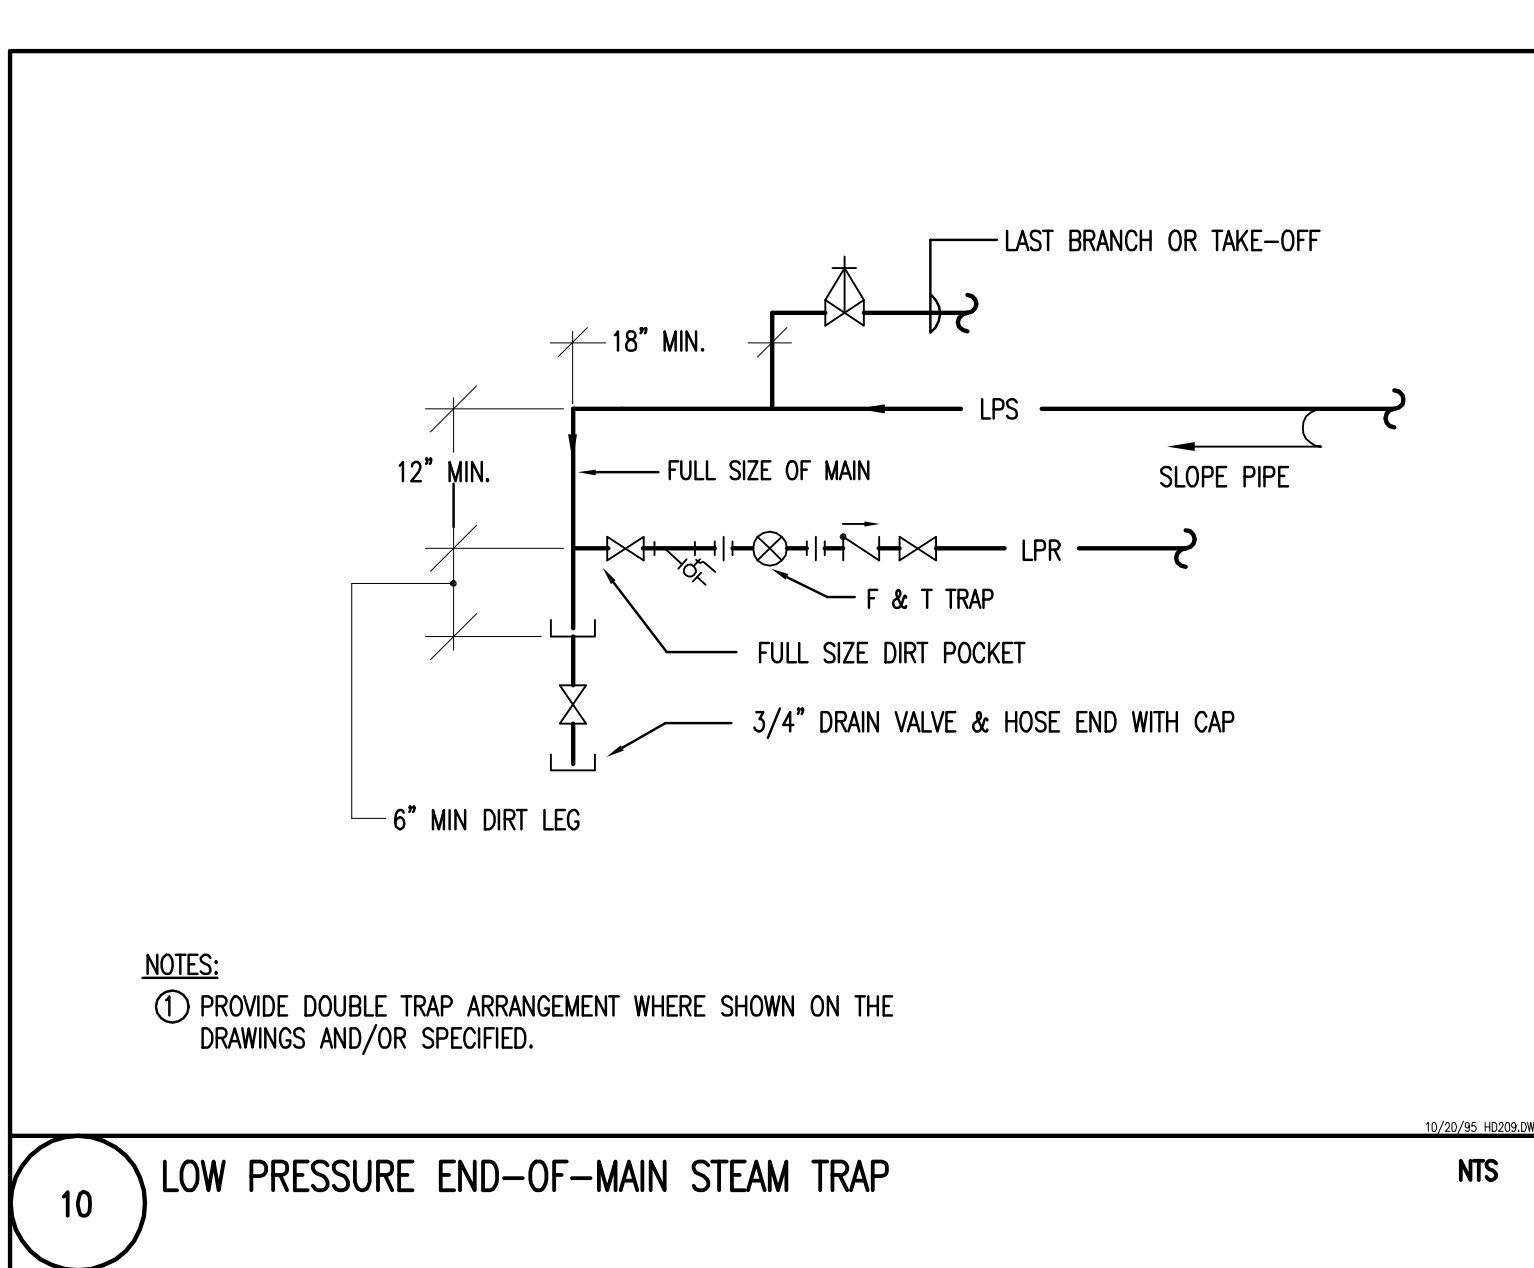 LAST BRANCH OR TAKE-OFF
18" MIN.
LPS
12" MIN.
FULL SIZE OF MAIN
SLOPE PIPE
LPR
F & T TRAP
FULL SIZE DIRT POCKET
3/4" DRAIN VALVE & HOSE END WITH CAP
6" MIN DIRT LEG
NOTES:
1 PROVIDE DOUBLE TRAP ARRANGEMENT WHERE SHOWN ON THE
DRAWINGS AND/OR SPECIFIED.
10/20/95 HD209.DW
10
LOW PRESSURE END-OF-MAIN STEAM TRAP
NTS